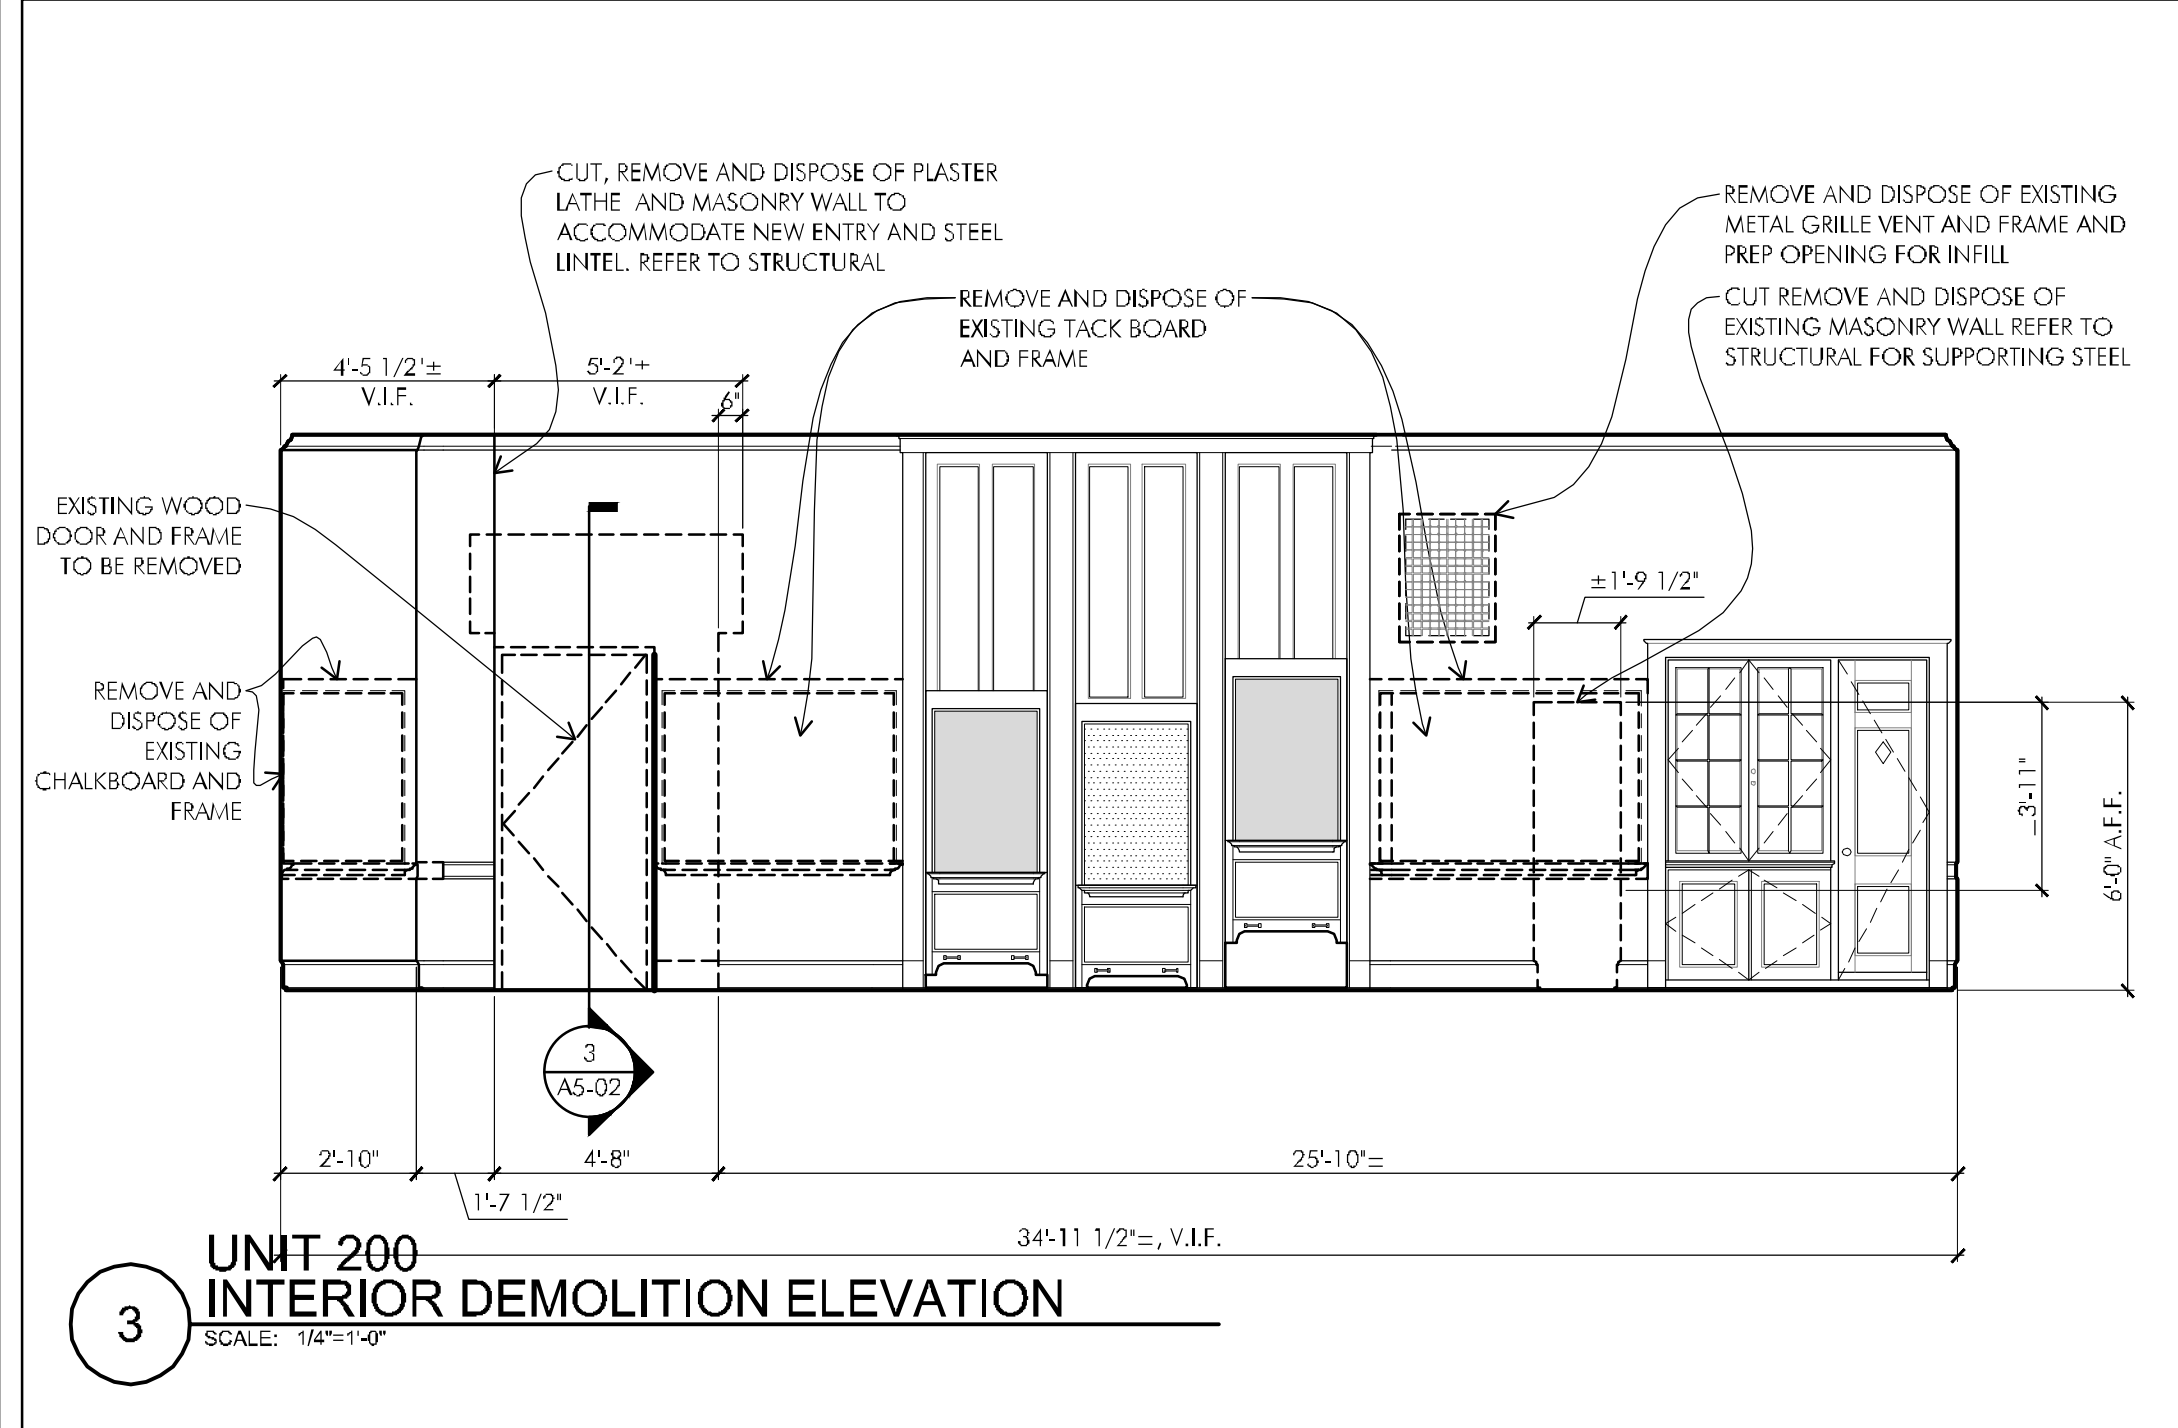 CUT, REMOVE AND DISPOSE OF PLASTER
LATHE AND MASONRY WALL TO
ACCOMMODATE NEW ENTRY AND STEEL
LINTEL. REFER TO STRUCTURAL
REMOVE AND DISPOSE OF EXISTING
METAL GRILLE VENT AND FRAME AND
PREP OPENING FOR INFILL
REMOVE AND DISPOSE OF
EXISTING TACK BOARD
AND FRAME
CUT REMOVE AND DISPOSE OF
EXISTING MASONRY WALL REFER TO
STRUCTURAL FOR SUPPORTING STEEL
4'-5 1/2'±
V.I.F.
5'-2'+
V.I.F.
6"
EXISTING WOOD
DOOR AND FRAME
TO BE REMOVED
±1'-9 1/2"
REMOVE AND
DISPOSE OF
EXISTING
CHALKBOARD AND
FRAME
3'-11"
6'-0" A.F.F.
3
A5-02
2'-10"
4'-8"
25'-10"=
1'-7 1/2"
34'-11 1/2"=, V.I.F.
UNIT 200
3 INTERIOR DEMOLITION ELEVATION
SCALE: 1/4"=1'-0"